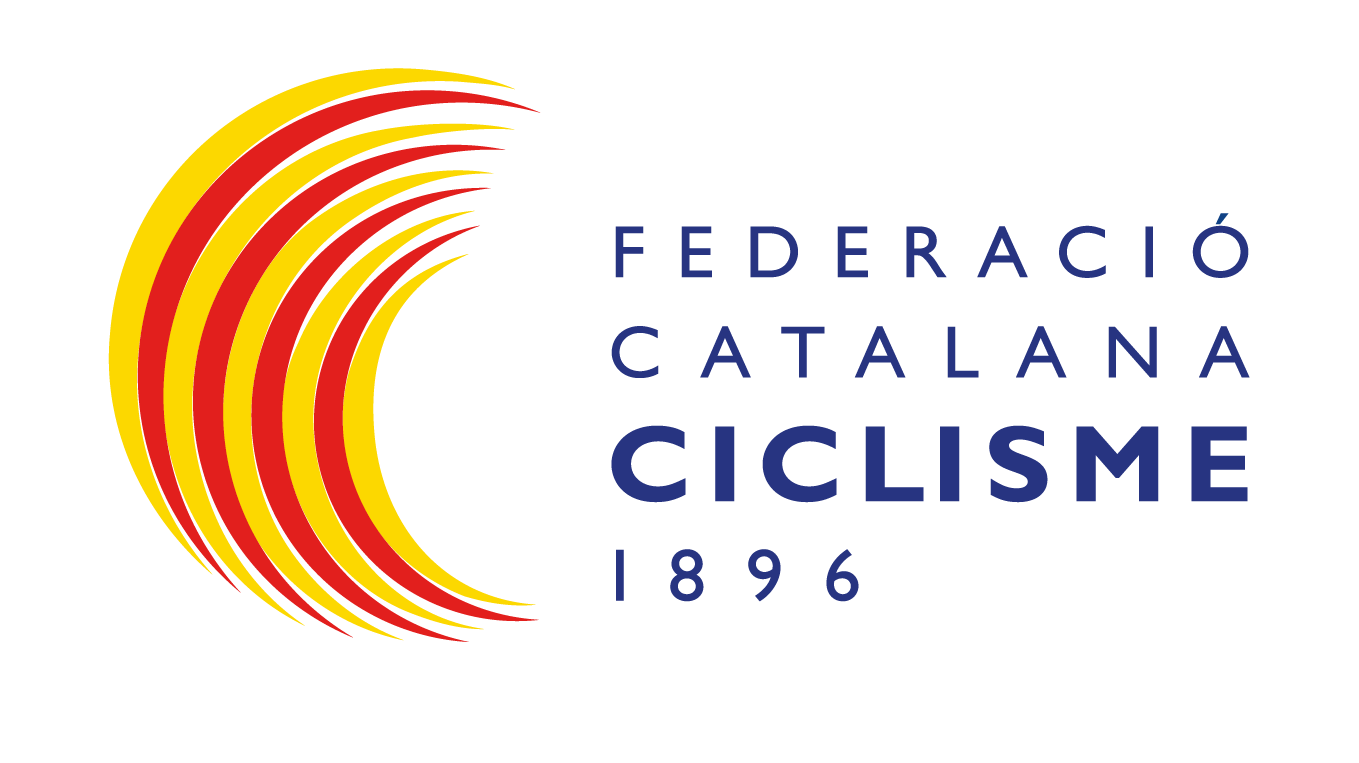 FEDERACIÓ
CATALANA
CICLISME
1896